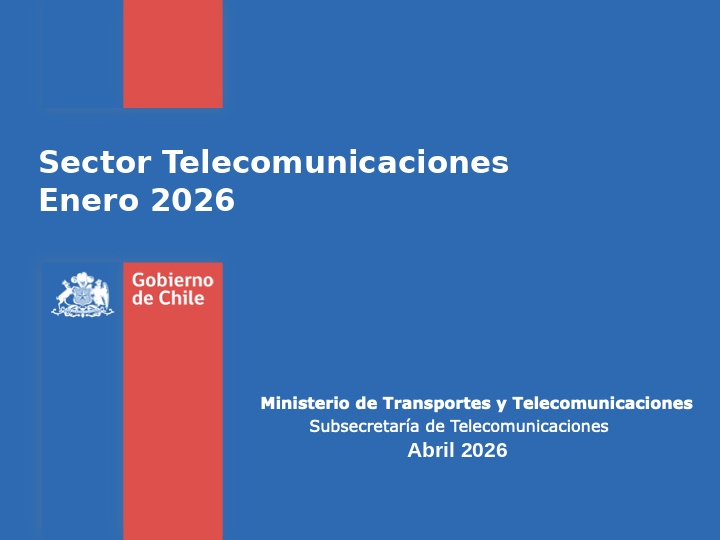 Sector Telecomunicaciones
Enero 2026
Gobierno
de Chile
Ministerio de Transportes y Telecomunicaciones
Subsecretaría de Telecomunicaciones
Abril 2026